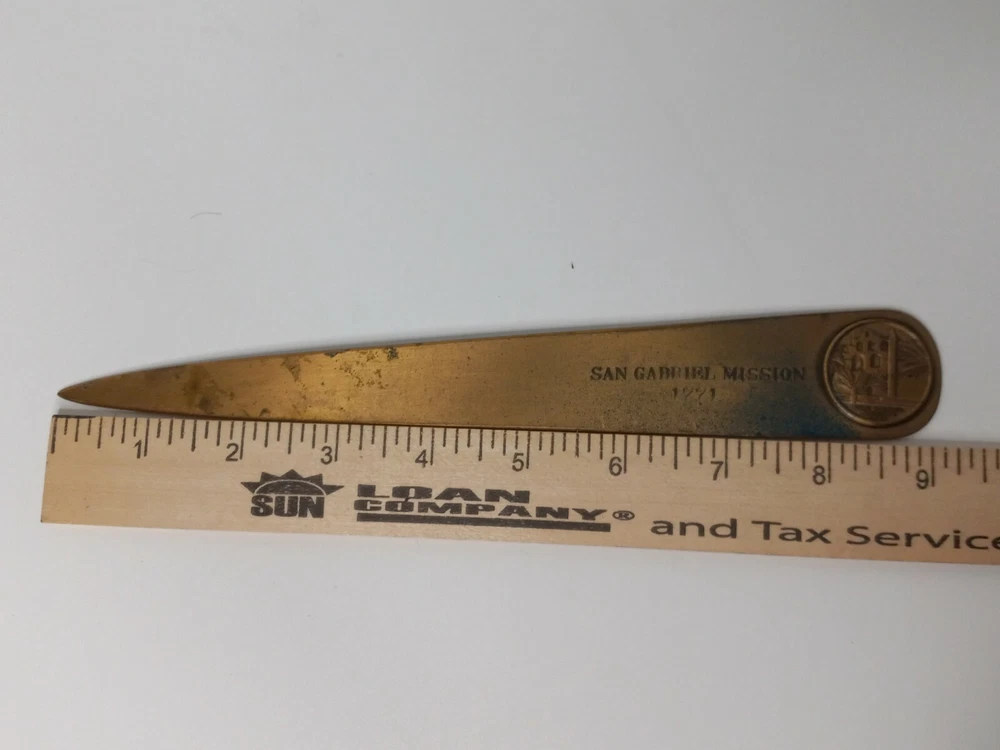 SAN GABRIEL MISSION
1771
1 2 3 4 5 6 7 8 9
SUN LOAN COMPANY® and Tax Service